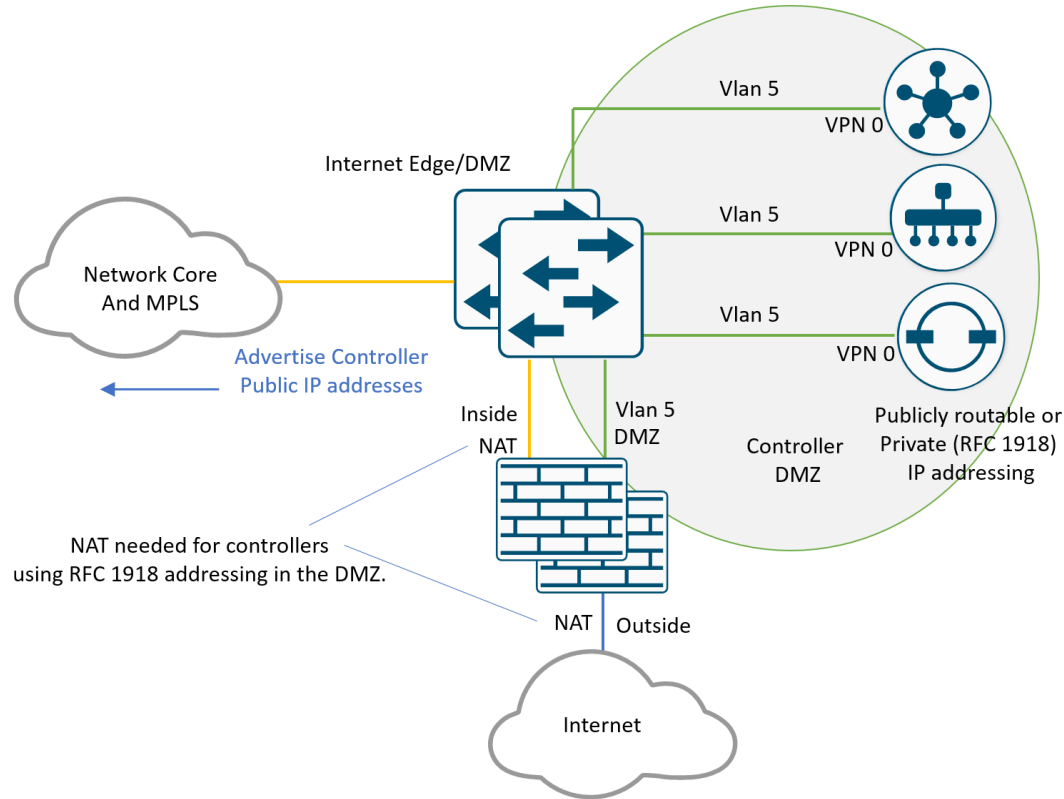 Vlan 5
VPN 0
Internet Edge/DMZ
Vlan 5
VPN 0
Network Core
And MPLS
Vlan 5
VPN 0
Advertise Controller
Public IP addresses
Inside
NAT
Vlan 5
DMZ
Controller
DMZ
Publicly routable or
Private (RFC 1918)
IP addressing
NAT needed for controllers
using RFC 1918 addressing in the DMZ.
NAT
Outside
Internet